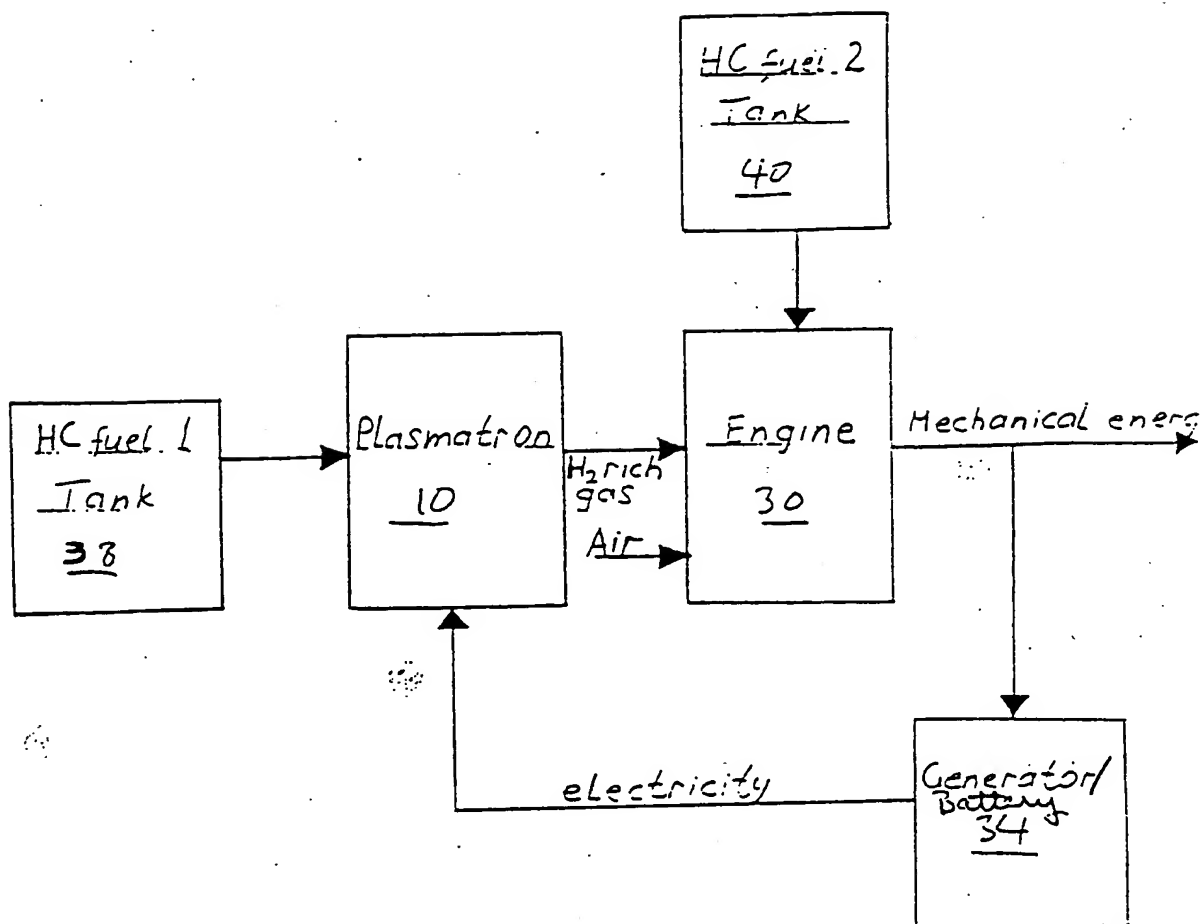 HC fuel 2
Tank
40
HC fuel 1
Tank
38
Plasmatron
10
H₂ rich
gas
Air
Engine
30
Mechanical energ
electricity
Generator/
Battery
34